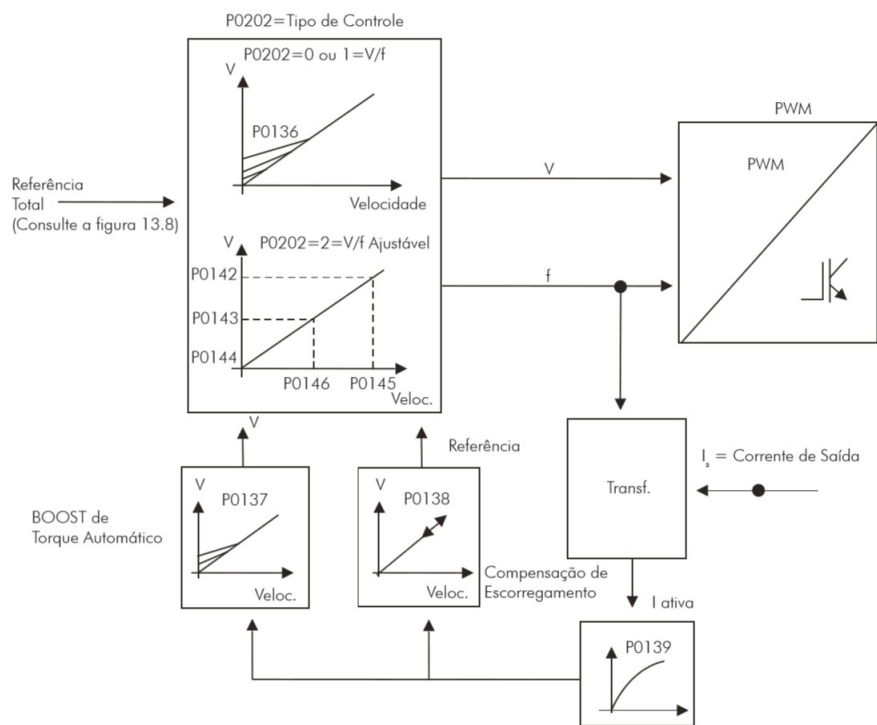 P0202=Tipo de Controle
P0202=0 ou 1=V/f
V
P0136
Velocidade
Referência
Total
(Consulte a figura 13.8)
V
P0202=2=V/f Ajustável
P0142
P0143
P0144
P0146
P0145
Veloc.
V
f
PWM
PWM
V
Referência
BOOST de
Torque Automático
V
P0137
Veloc.
V
P0138
Veloc.
Compensação de
Escorregamento
Transf.
Is = Corrente de Saída
I ativa
P0139